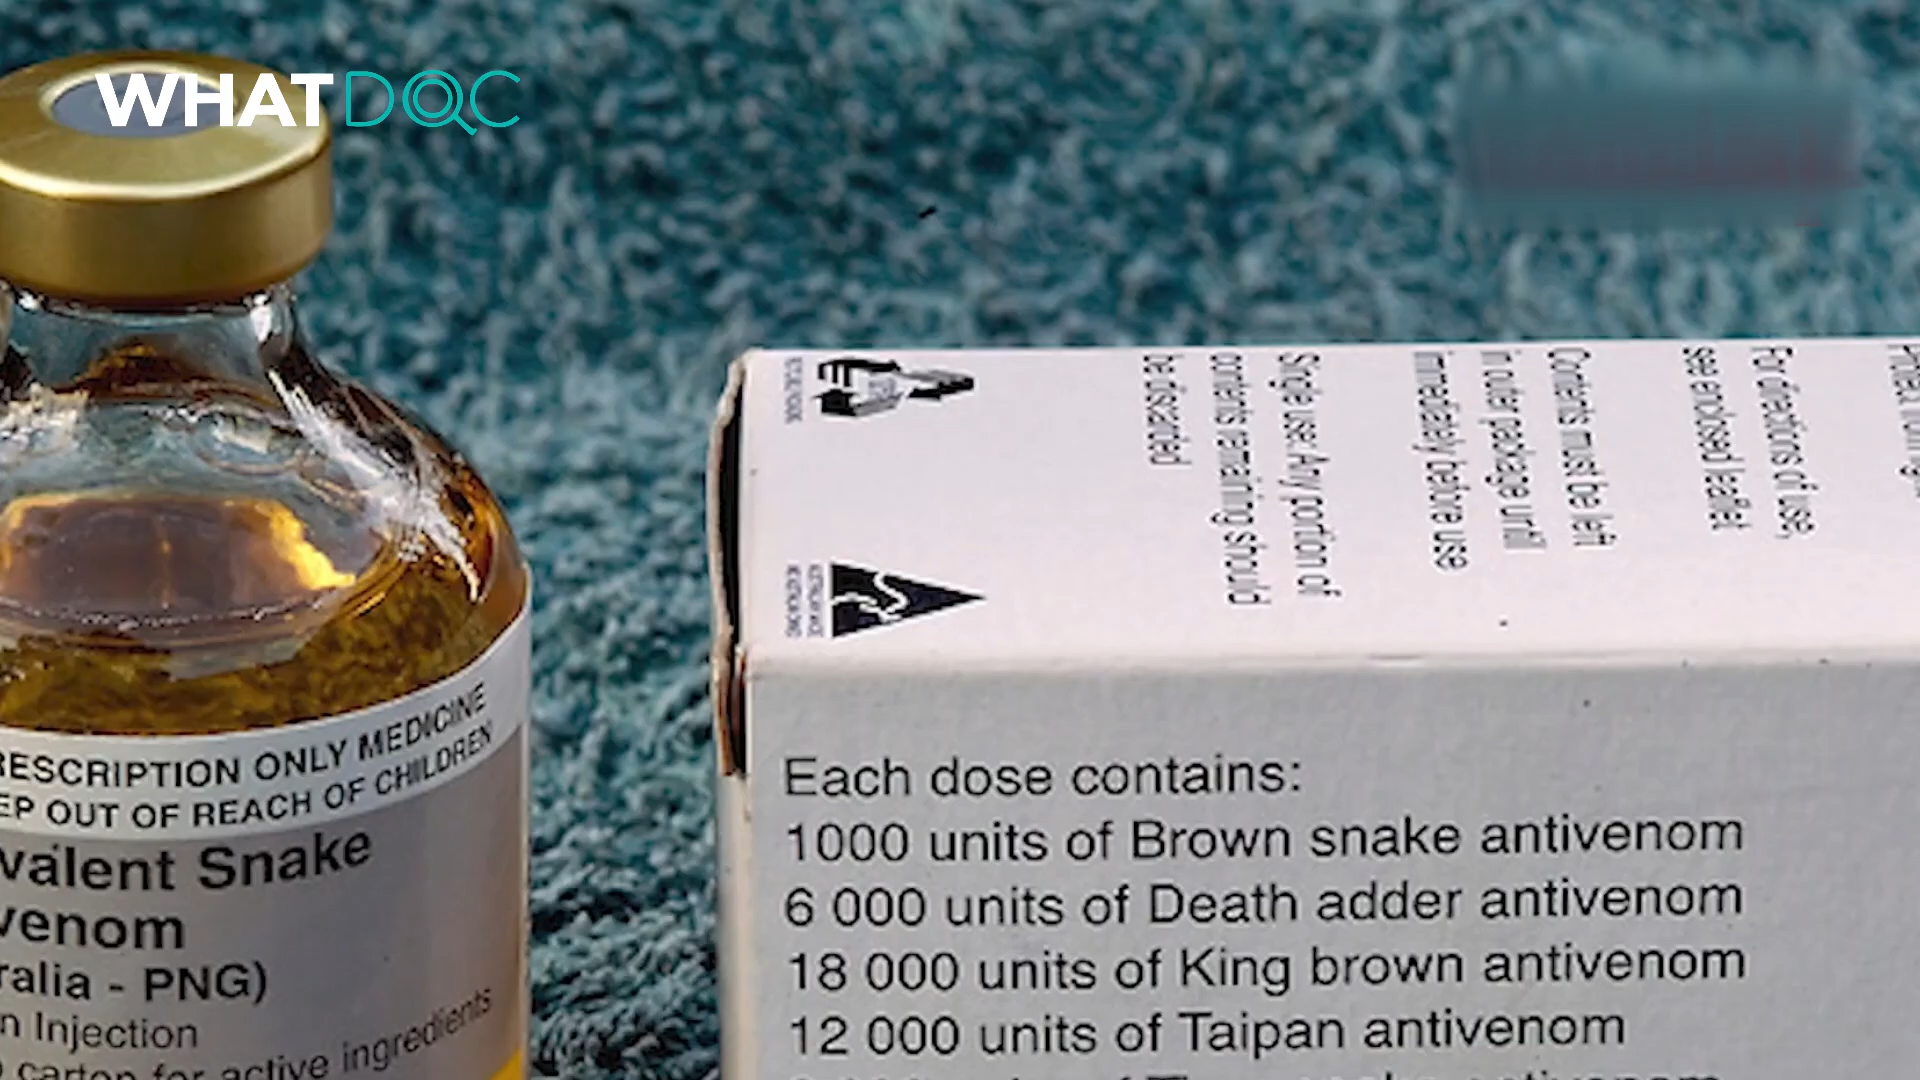 WHATDOC
RESCRIPTION ONLY MEDICINE
EP OUT OF REACH OF CHILDREN
valent Snake
venom
ralia - PNG)
n Injection
carton for active ingredients
be discarded
contents remaining should
Single use. Any portion of
immediately before use
in outer package until
Contents must be left
see enclosed leaflet
For directions of use,
Each dose contains:
1000 units of Brown snake antivenom
6 000 units of Death adder antivenom
18 000 units of King brown antivenom
12 000 units of Taipan antivenom